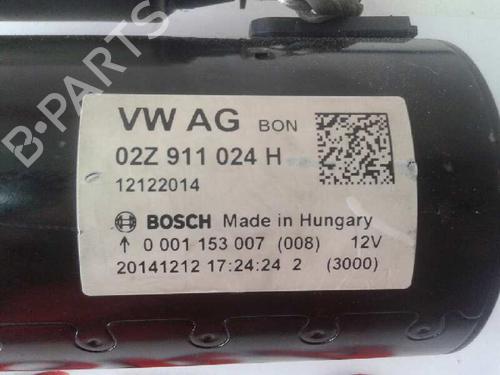 B-PARTS
VW AG BON
02Z 911 024 H
12122014
BOSCH Made in Hungary
↑ 0 001 153 007 (008) 12V
20141212 17:24:24 2 (3000)